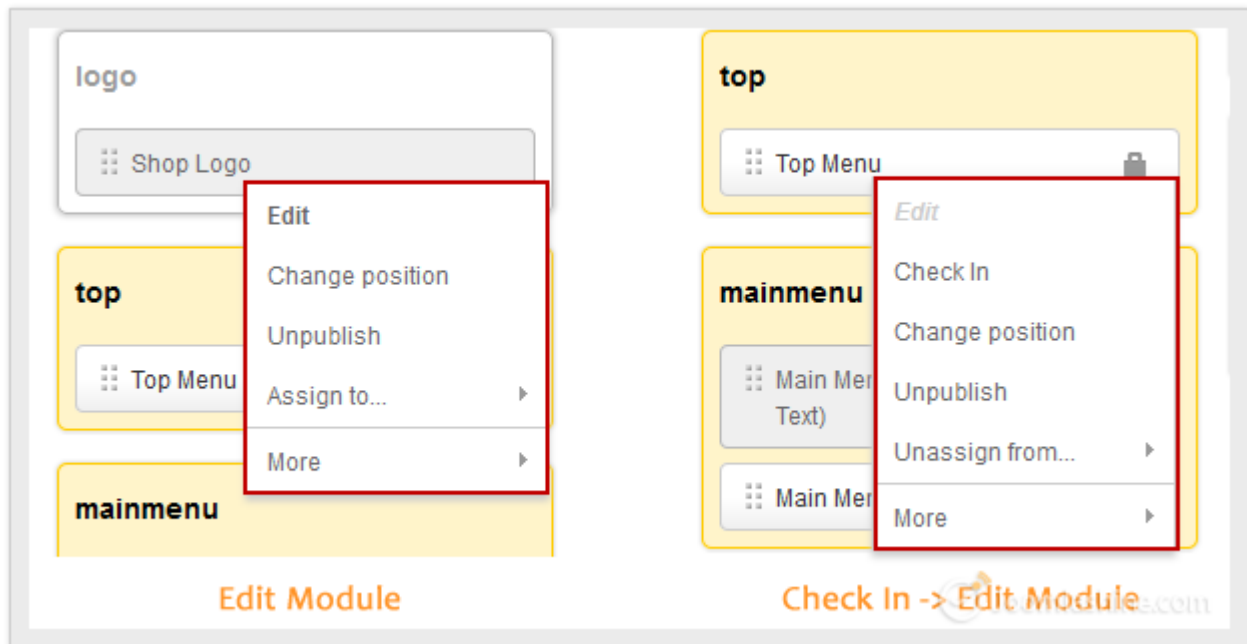 logo
Shop Logo
Edit
Change position
Unpublish
Assign to...
More
top
Top Menu
mainmenu
Edit Module
top
Top Menu
Edit
Check In
Change position
Unpublish
Unassign from...
More
mainmenu
Main Men
Text)
Main Men
Check In -> Edit Module
joomlashine.com